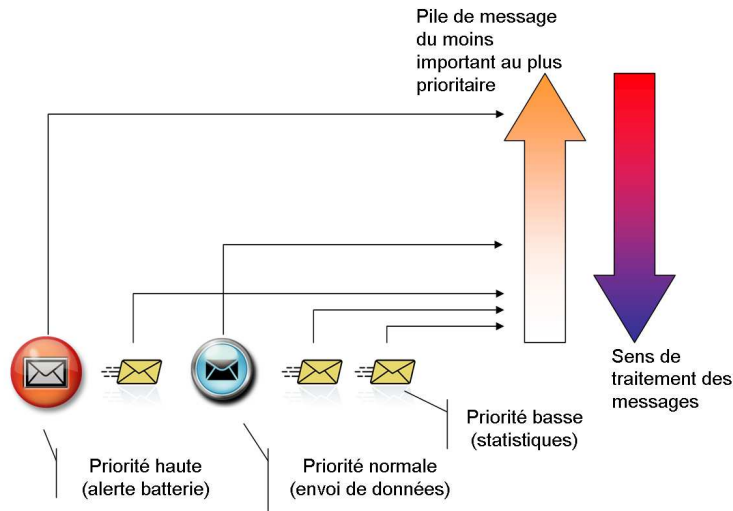 Pile de message
du moins
important au plus
prioritaire
Sens de
traitement des
messages
Priorité basse
(statistiques)
Priorité haute
(alerte batterie)
Priorité normale
(envoi de données)